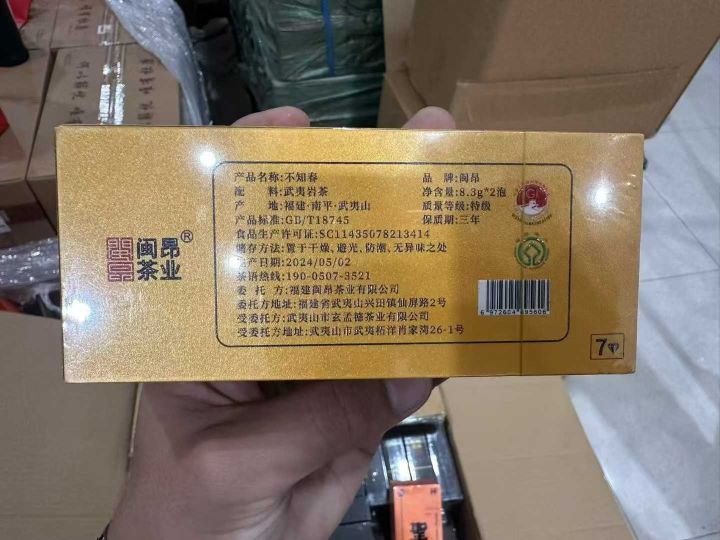 产品名称:不知春
品　牌:闽昂
配　料:武夷岩茶
净含量:8.3g*2泡
产　地:福建·南平·武夷山
质量等级:特级
产品标准:GB/T18745
保质期:三年
食品生产许可证:SC11435078213414
储存方法:置于干燥、避光,防潮、无异味之处
生产日期:2024/05/02
茶语热线:190-0507-3521
委 托 方:福建闽昂茶业有限公司
委托方地址:福建省武夷山兴田镇仙屏路2号
受委托方:武夷山市玄孟德茶业有限公司
受委托方地址:武夷山市武夷柘洋肖家湾26-1号
闽昂®
茶业
6 972604 895606
7